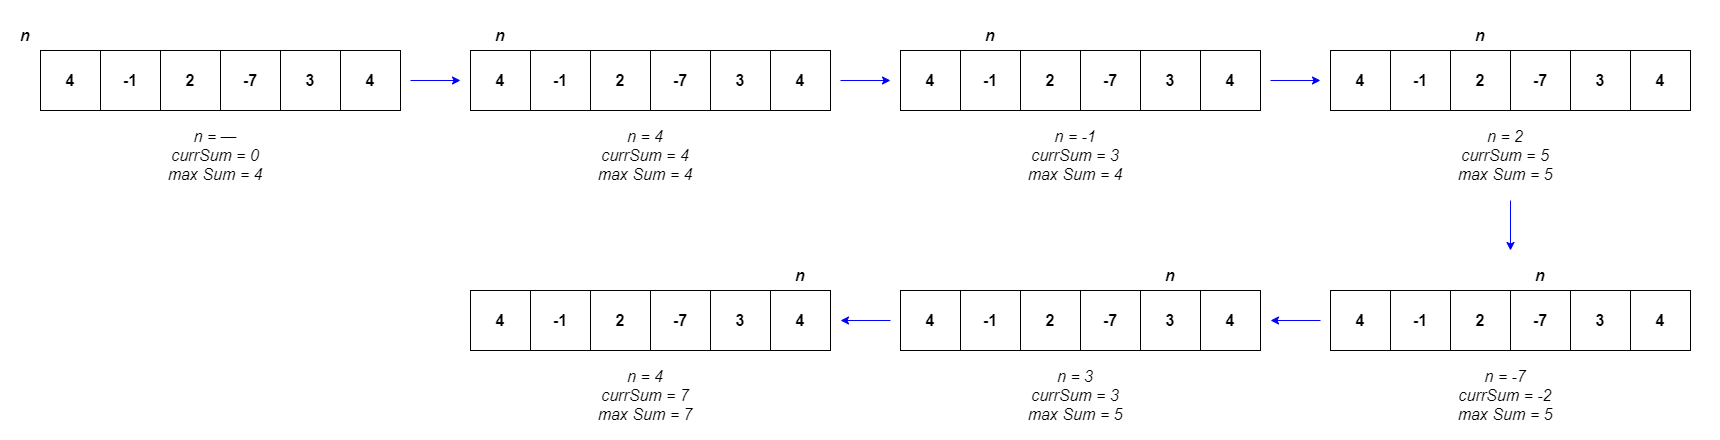 n
4 -1 2 -7 3 4
n = —
currSum = 0
max Sum = 4
n
4 -1 2 -7 3 4
n = 4
currSum = 4
max Sum = 4
n
4 -1 2 -7 3 4
n = -1
currSum = 3
max Sum = 4
n
4 -1 2 -7 3 4
n = 2
currSum = 5
max Sum = 5
n
4 -1 2 -7 3 4
n = -7
currSum = -2
max Sum = 5
n
4 -1 2 -7 3 4
n = 3
currSum = 3
max Sum = 5
n
4 -1 2 -7 3 4
n = 4
currSum = 7
max Sum = 7